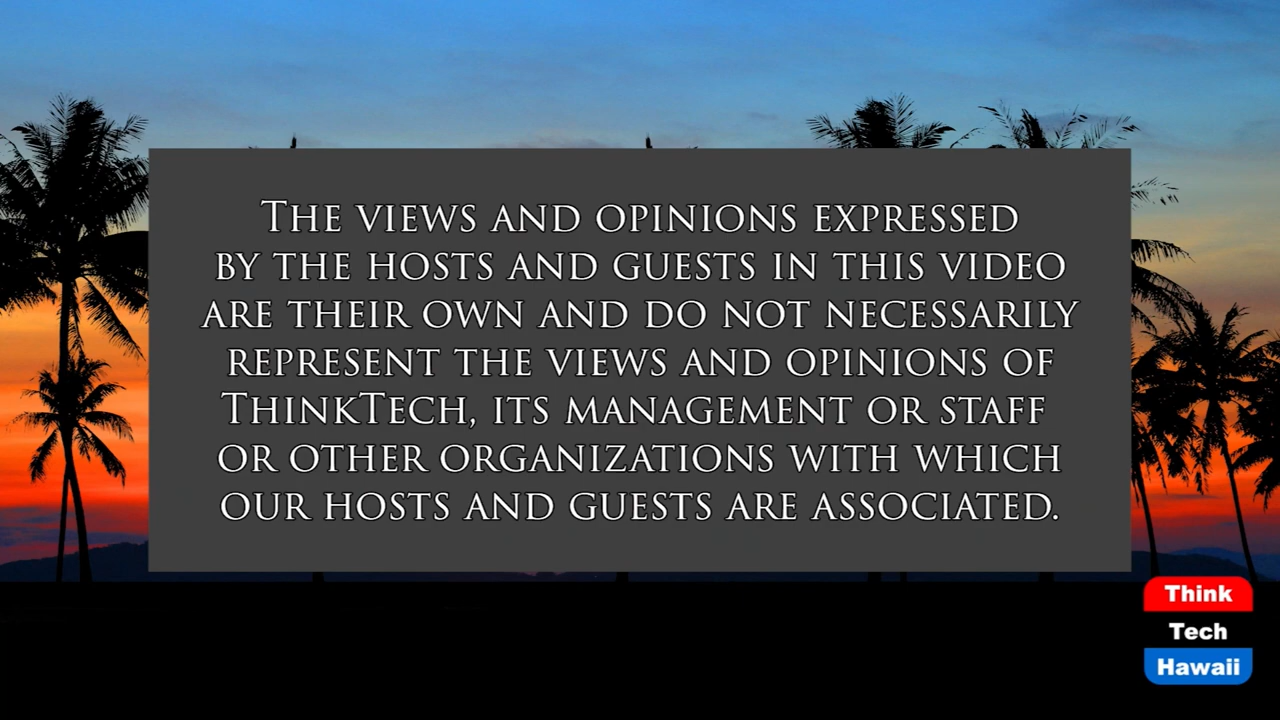 The views and opinions expressed
by the hosts and guests in this video
are their own and do not necessarily
represent the views and opinions of
ThinkTech, its management or staff
or other organizations with which
our hosts and guests are associated.
Think
Tech
Hawaii